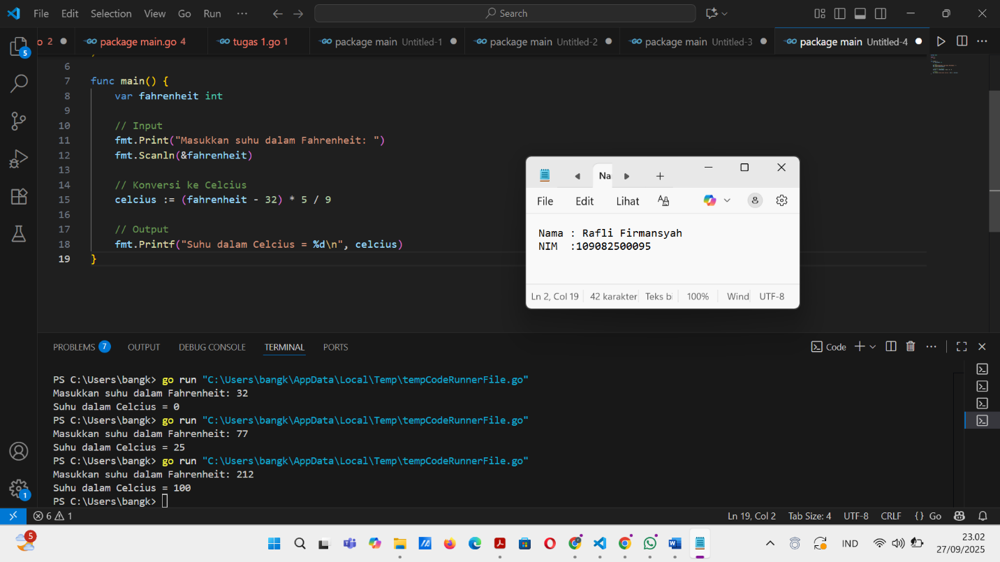 File Edit Selection View Go Run ··· Search
o 2 package main.go 4 tugas 1.go 1 package main Untitled-1 package main Untitled-2 package main Untitled-3 package main Untitled-4
5
6
7 func main() {
8 var fahrenheit int
9
10 // Input
11 fmt.Print("Masukkan suhu dalam Fahrenheit: ")
12 fmt.Scanln(&fahrenheit)
13
14 // Konversi ke Celcius
15 celcius := (fahrenheit - 32) * 5 / 9
16
17 // Output
18 fmt.Printf("Suhu dalam Celcius = %d\n", celcius)
19 }
Na
File Edit Lihat
Nama : Rafli Firmansyah
NIM :109082500095
Ln 2, Col 19 42 karakter Teks bi 100% Wind UTF-8
PROBLEMS 7 OUTPUT DEBUG CONSOLE TERMINAL PORTS Code
PS C:\Users\bangk> go run "C:\Users\bangk\AppData\Local\Temp\tempCodeRunnerFile.go"
Masukkan suhu dalam Fahrenheit: 32
Suhu dalam Celcius = 0
PS C:\Users\bangk> go run "C:\Users\bangk\AppData\Local\Temp\tempCodeRunnerFile.go"
Masukkan suhu dalam Fahrenheit: 77
Suhu dalam Celcius = 25
PS C:\Users\bangk> go run "C:\Users\bangk\AppData\Local\Temp\tempCodeRunnerFile.go"
Masukkan suhu dalam Fahrenheit: 212
Suhu dalam Celcius = 100
PS C:\Users\bangk>
1
6 1 Ln 19, Col 2 Tab Size: 4 UTF-8 CRLF {} Go
5 IND 23.02
27/09/2025